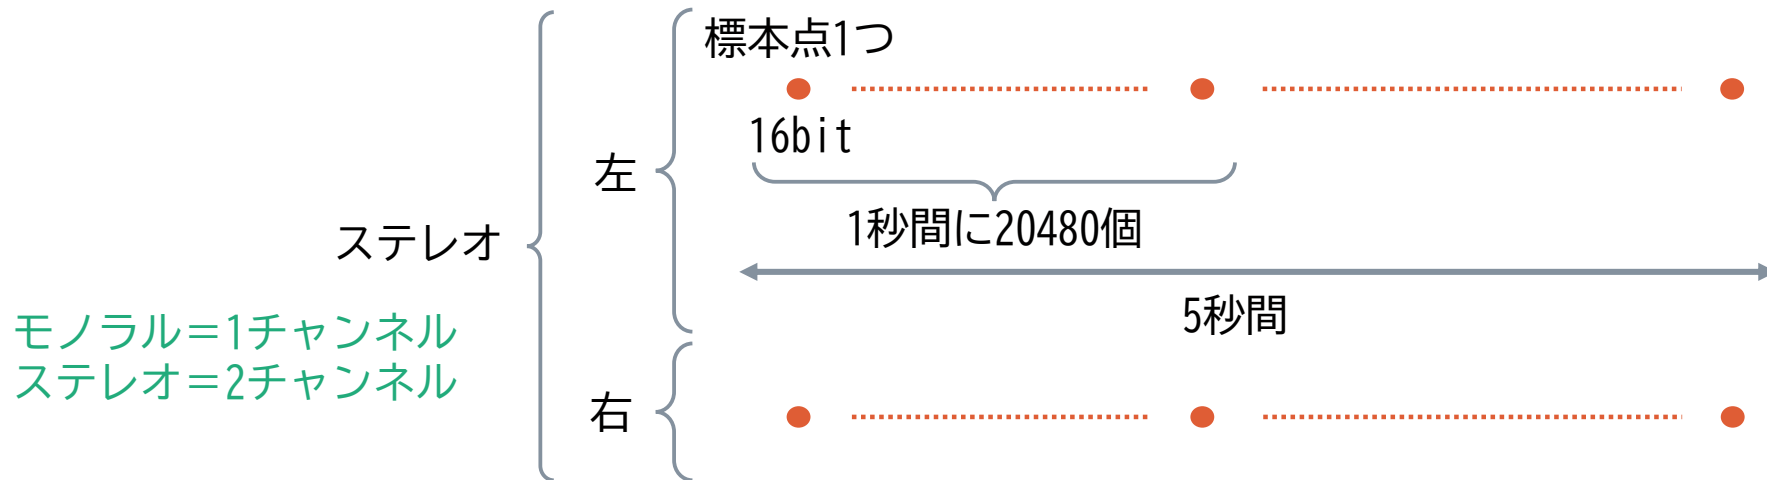 標本点1つ
16bit
左
1秒間に20480個
ステレオ
5秒間
モノラル＝1チャンネル
ステレオ＝2チャンネル
右